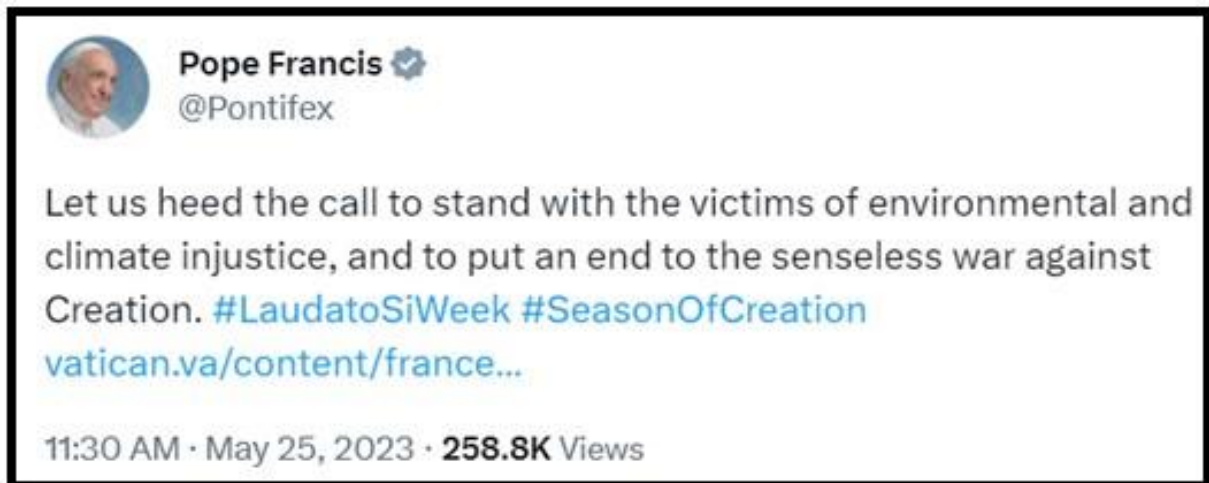 Pope Francis
@Pontifex
Let us heed the call to stand with the victims of environmental and
climate injustice, and to put an end to the senseless war against
Creation. #LaudatoSiWeek #SeasonOfCreation
vatican.va/content/france...
11:30 AM · May 25, 2023 · 258.8K Views